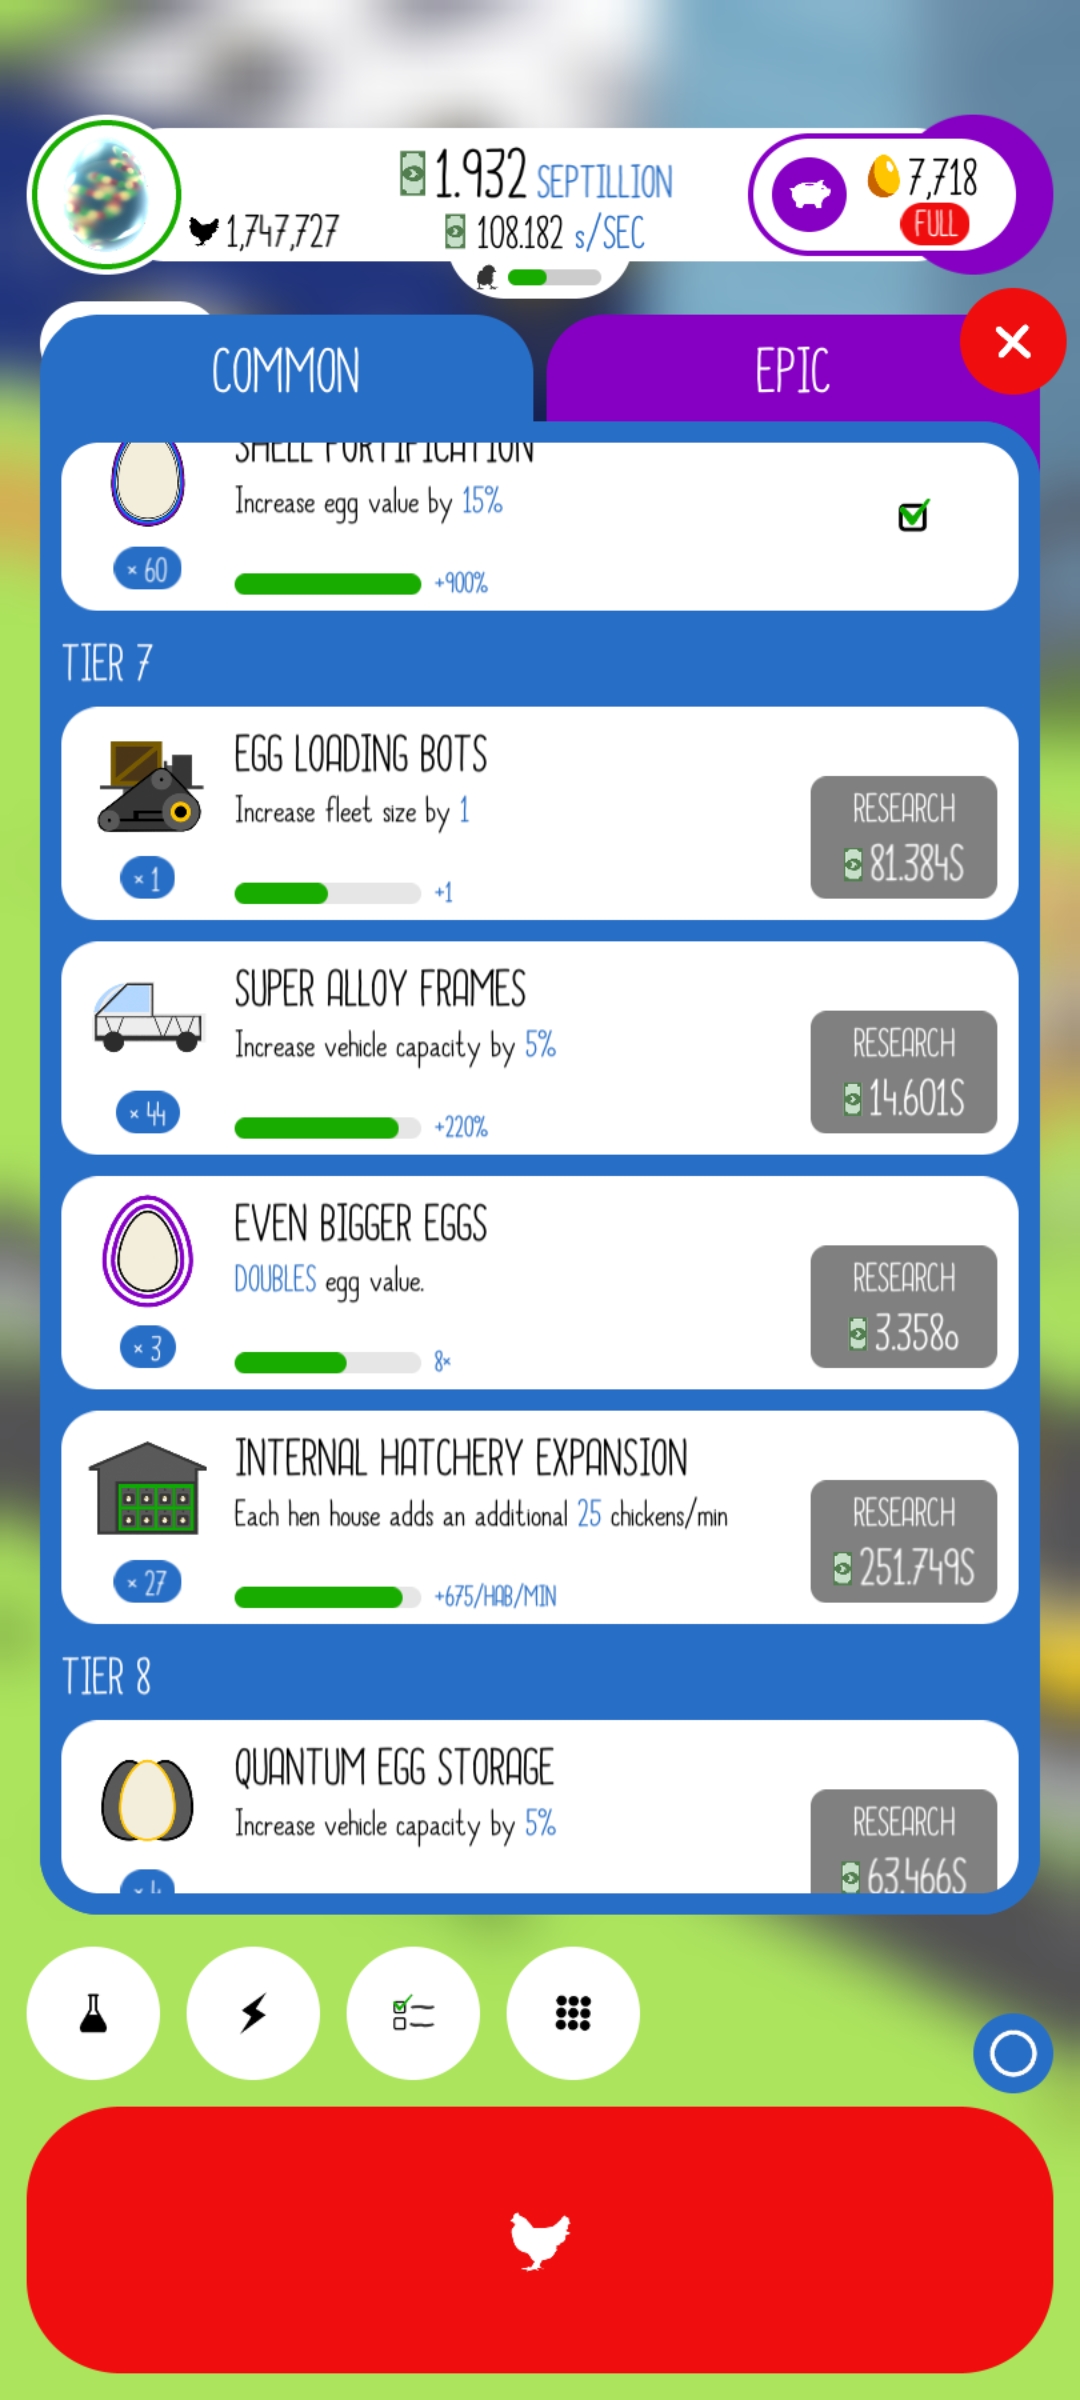 1.932 SEPTILLION
7,718
1,747,727
108.182 s/SEC
FULL
COMMON
EPIC
SHELL FORTIFICATION
Increase egg value by 15%
× 60
+900%
TIER 7
EGG LOADING BOTS
Increase fleet size by 1
RESEARCH
81.384S
× 1
+1
SUPER ALLOY FRAMES
Increase vehicle capacity by 5%
RESEARCH
14.601S
× 44
+220%
EVEN BIGGER EGGS
DOUBLES egg value.
RESEARCH
3.358o
× 3
8×
INTERNAL HATCHERY EXPANSION
Each hen house adds an additional 25 chickens/min
RESEARCH
251.749S
× 27
+675/HAB/MIN
TIER 8
QUANTUM EGG STORAGE
Increase vehicle capacity by 5%
RESEARCH
63.466S